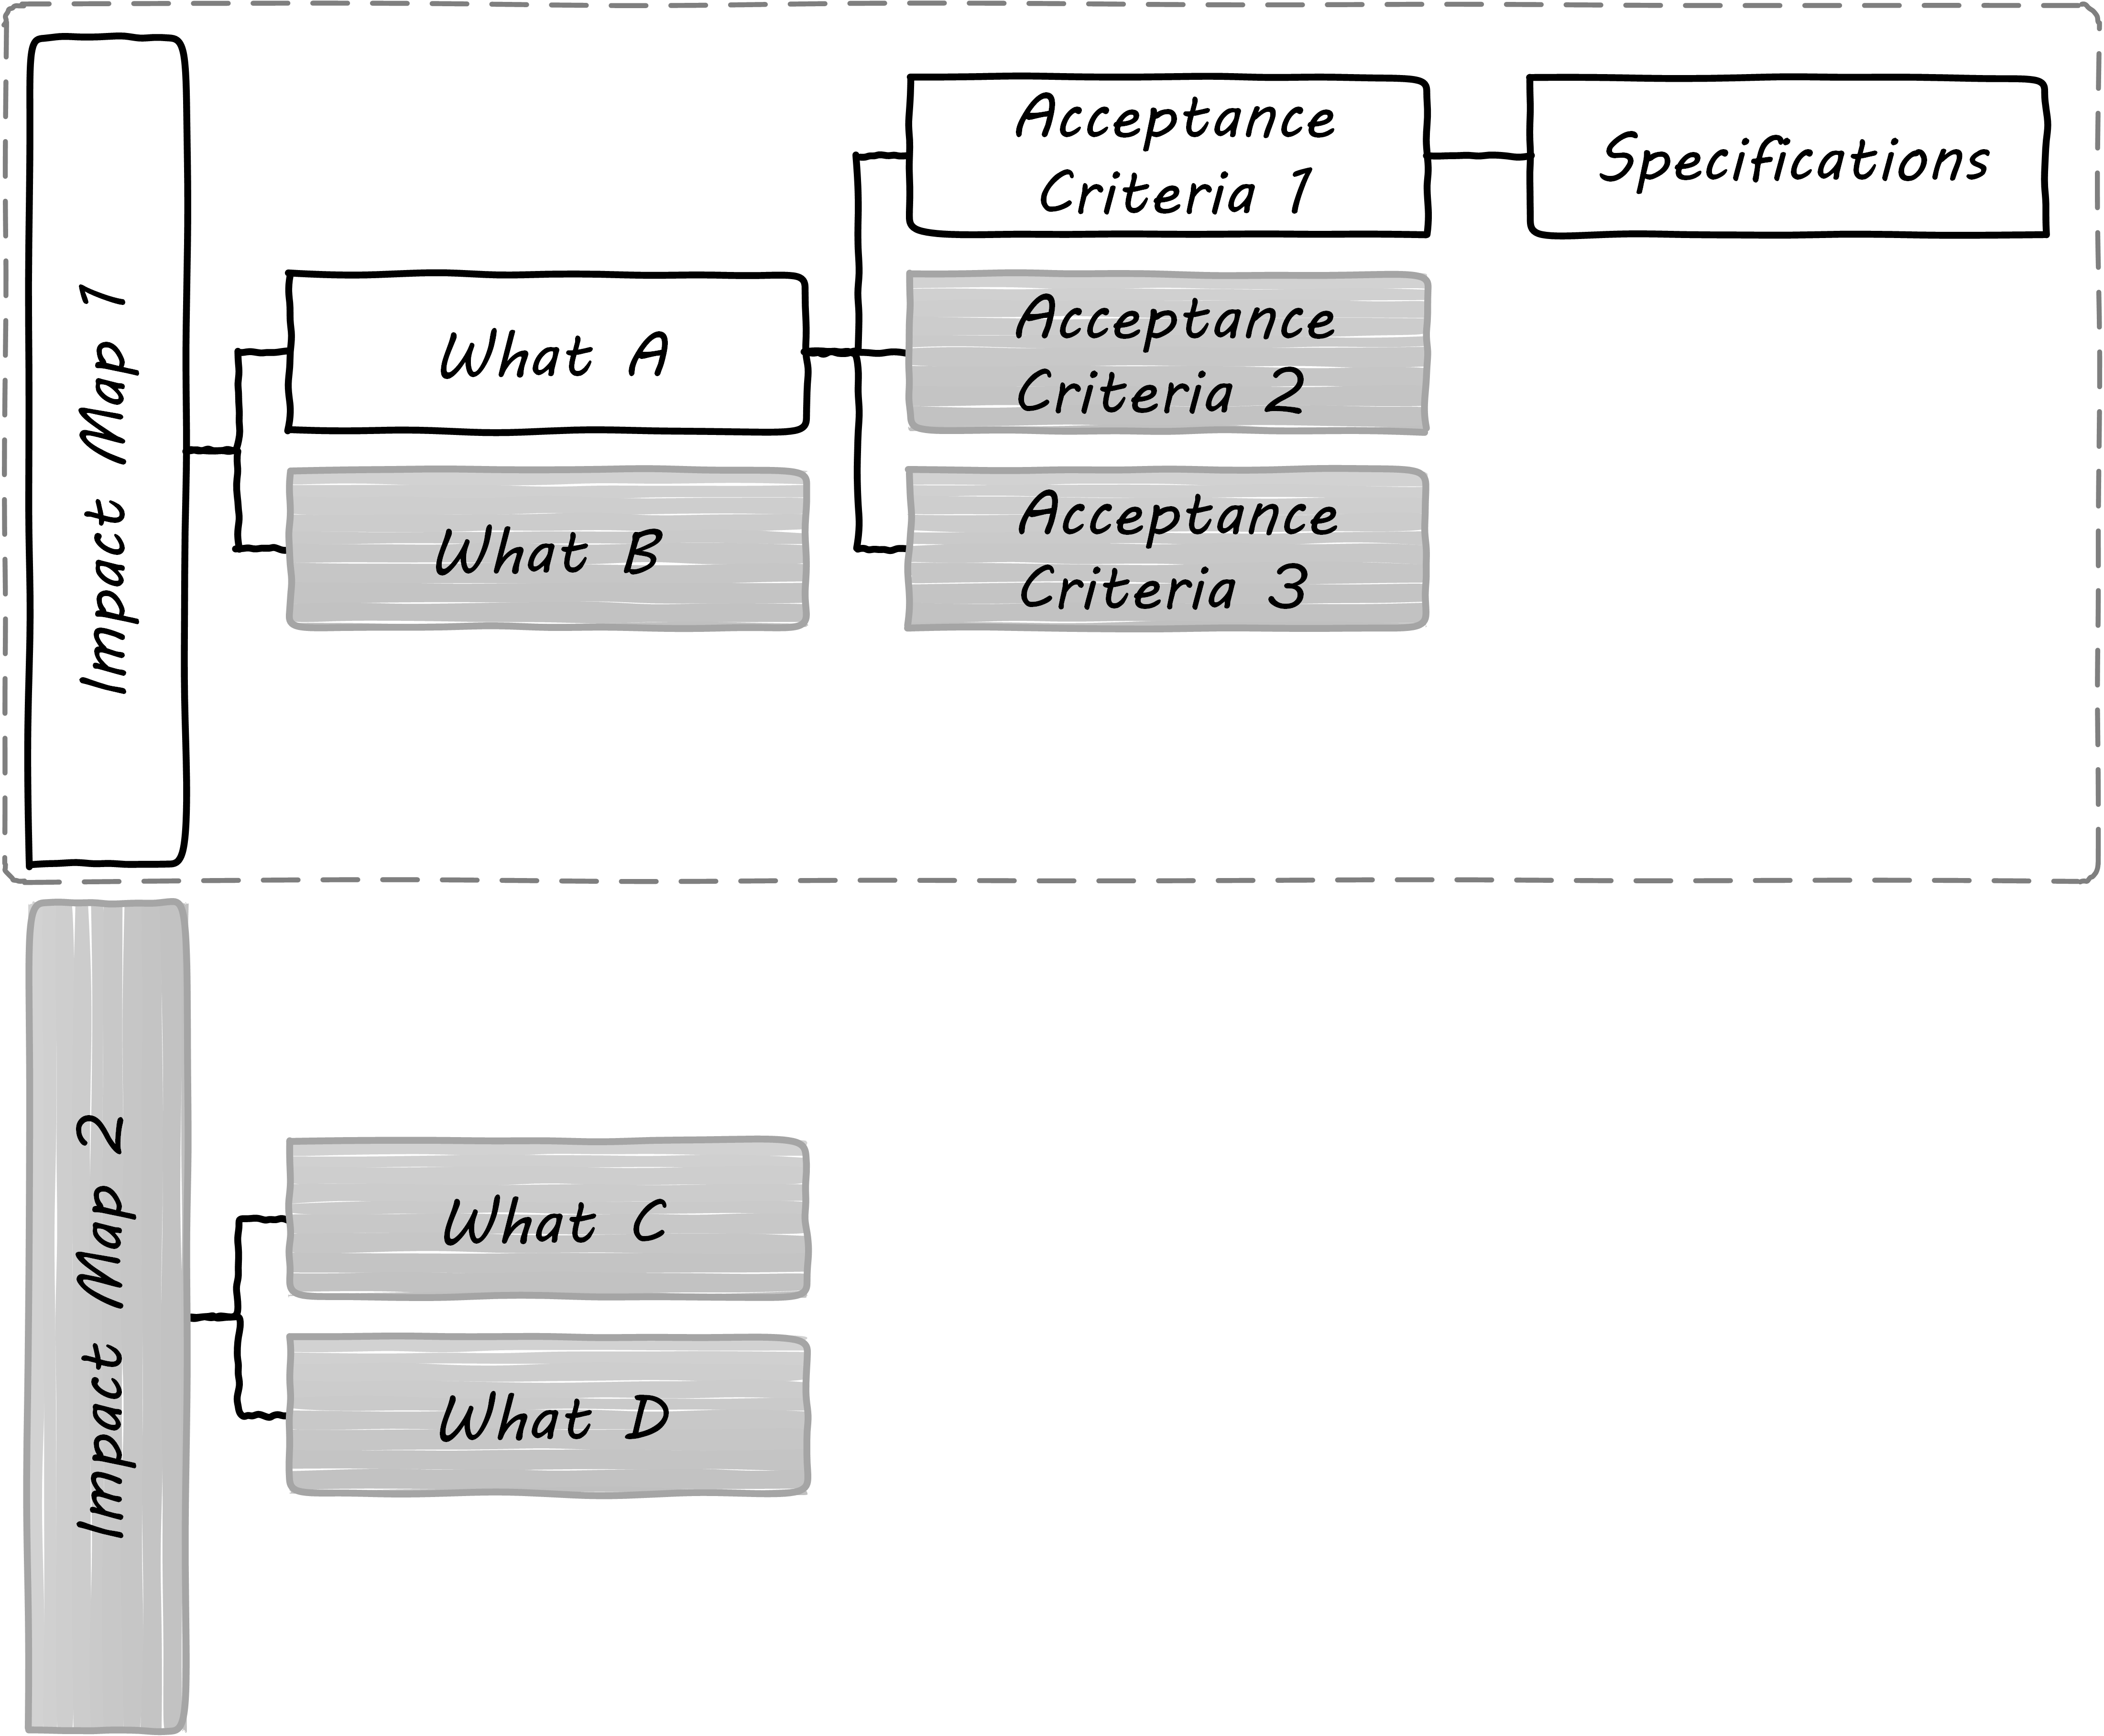 Impact Map 1
What A
What B
Acceptance
Criteria 1
Acceptance
Criteria 2
Acceptance
Criteria 3
Specifications
Impact Map 2
What C
What D